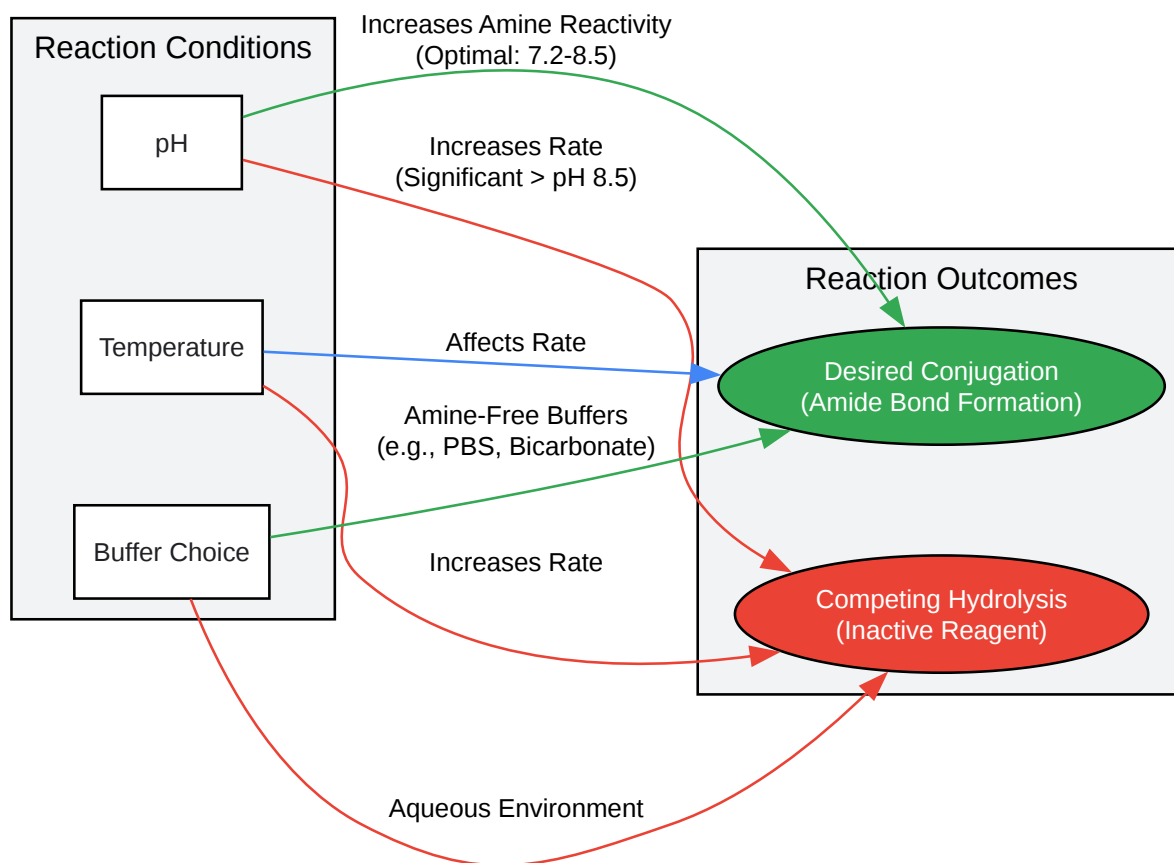 Increases Amine Reactivity
(Optimal: 7.2-8.5)
Reaction Conditions
pH
Increases Rate
(Significant > pH 8.5)
Reaction Outcomes
Temperature
Affects Rate
Desired Conjugation
(Amide Bond Formation)
Amine-Free Buffers
(e.g., PBS, Bicarbonate)
Buffer Choice
Increases Rate
Competing Hydrolysis
(Inactive Reagent)
Aqueous Environment